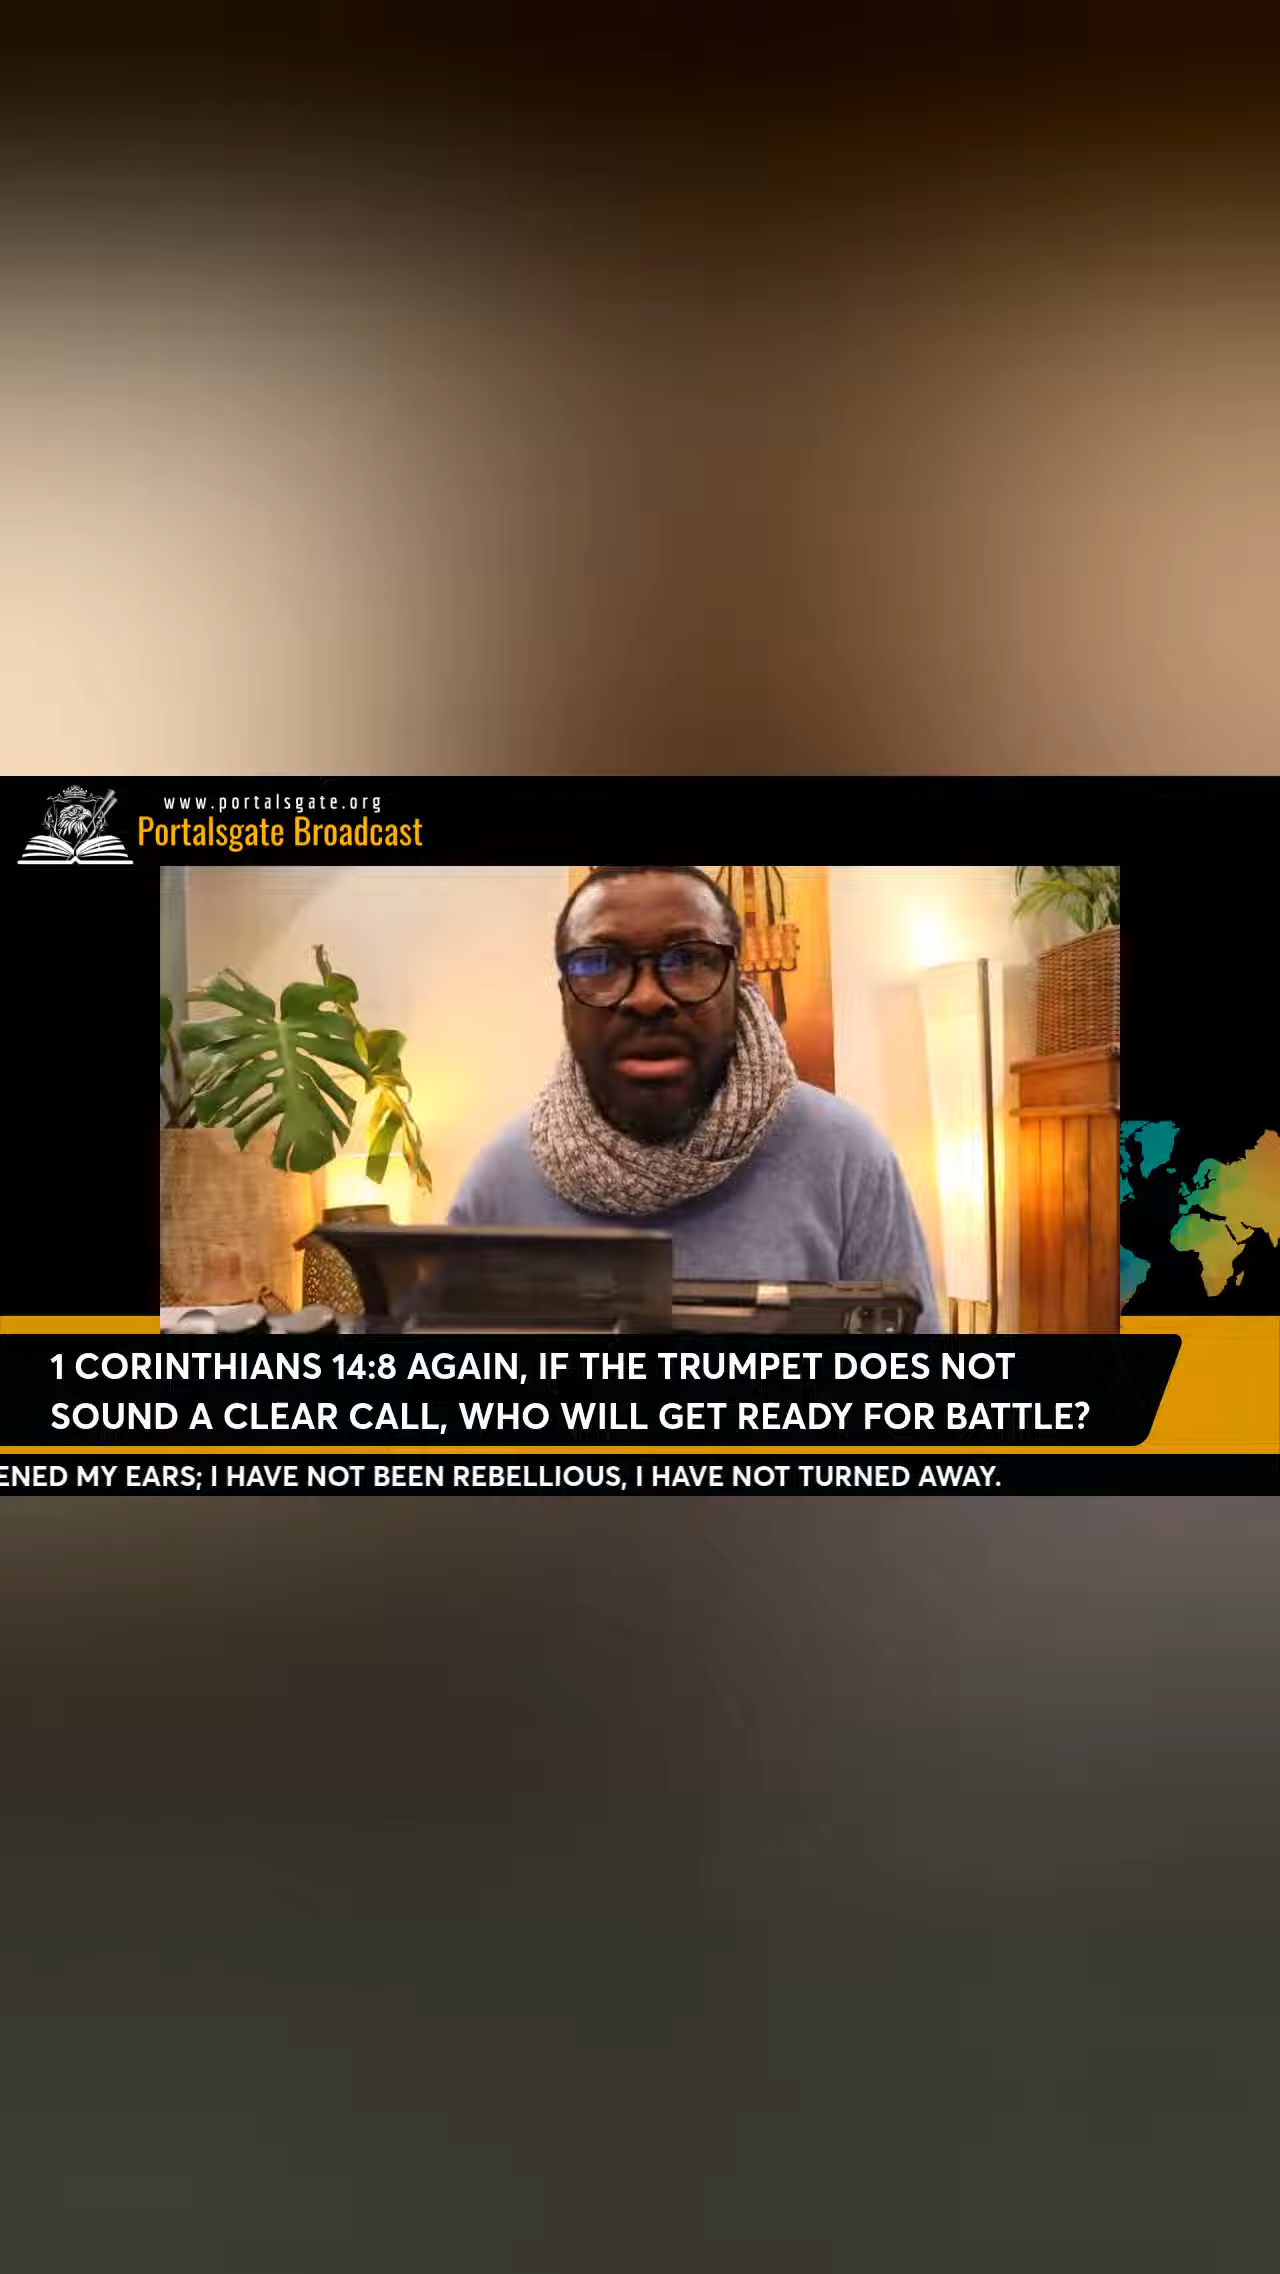 www.portalsgate.org
Portalsgate Broadcast
1 CORINTHIANS 14:8 AGAIN, IF THE TRUMPET DOES NOT
SOUND A CLEAR CALL, WHO WILL GET READY FOR BATTLE?
MY EARS; I HAVE NOT BEEN REBELLIOUS, I HAVE NOT TURNED AWAY.